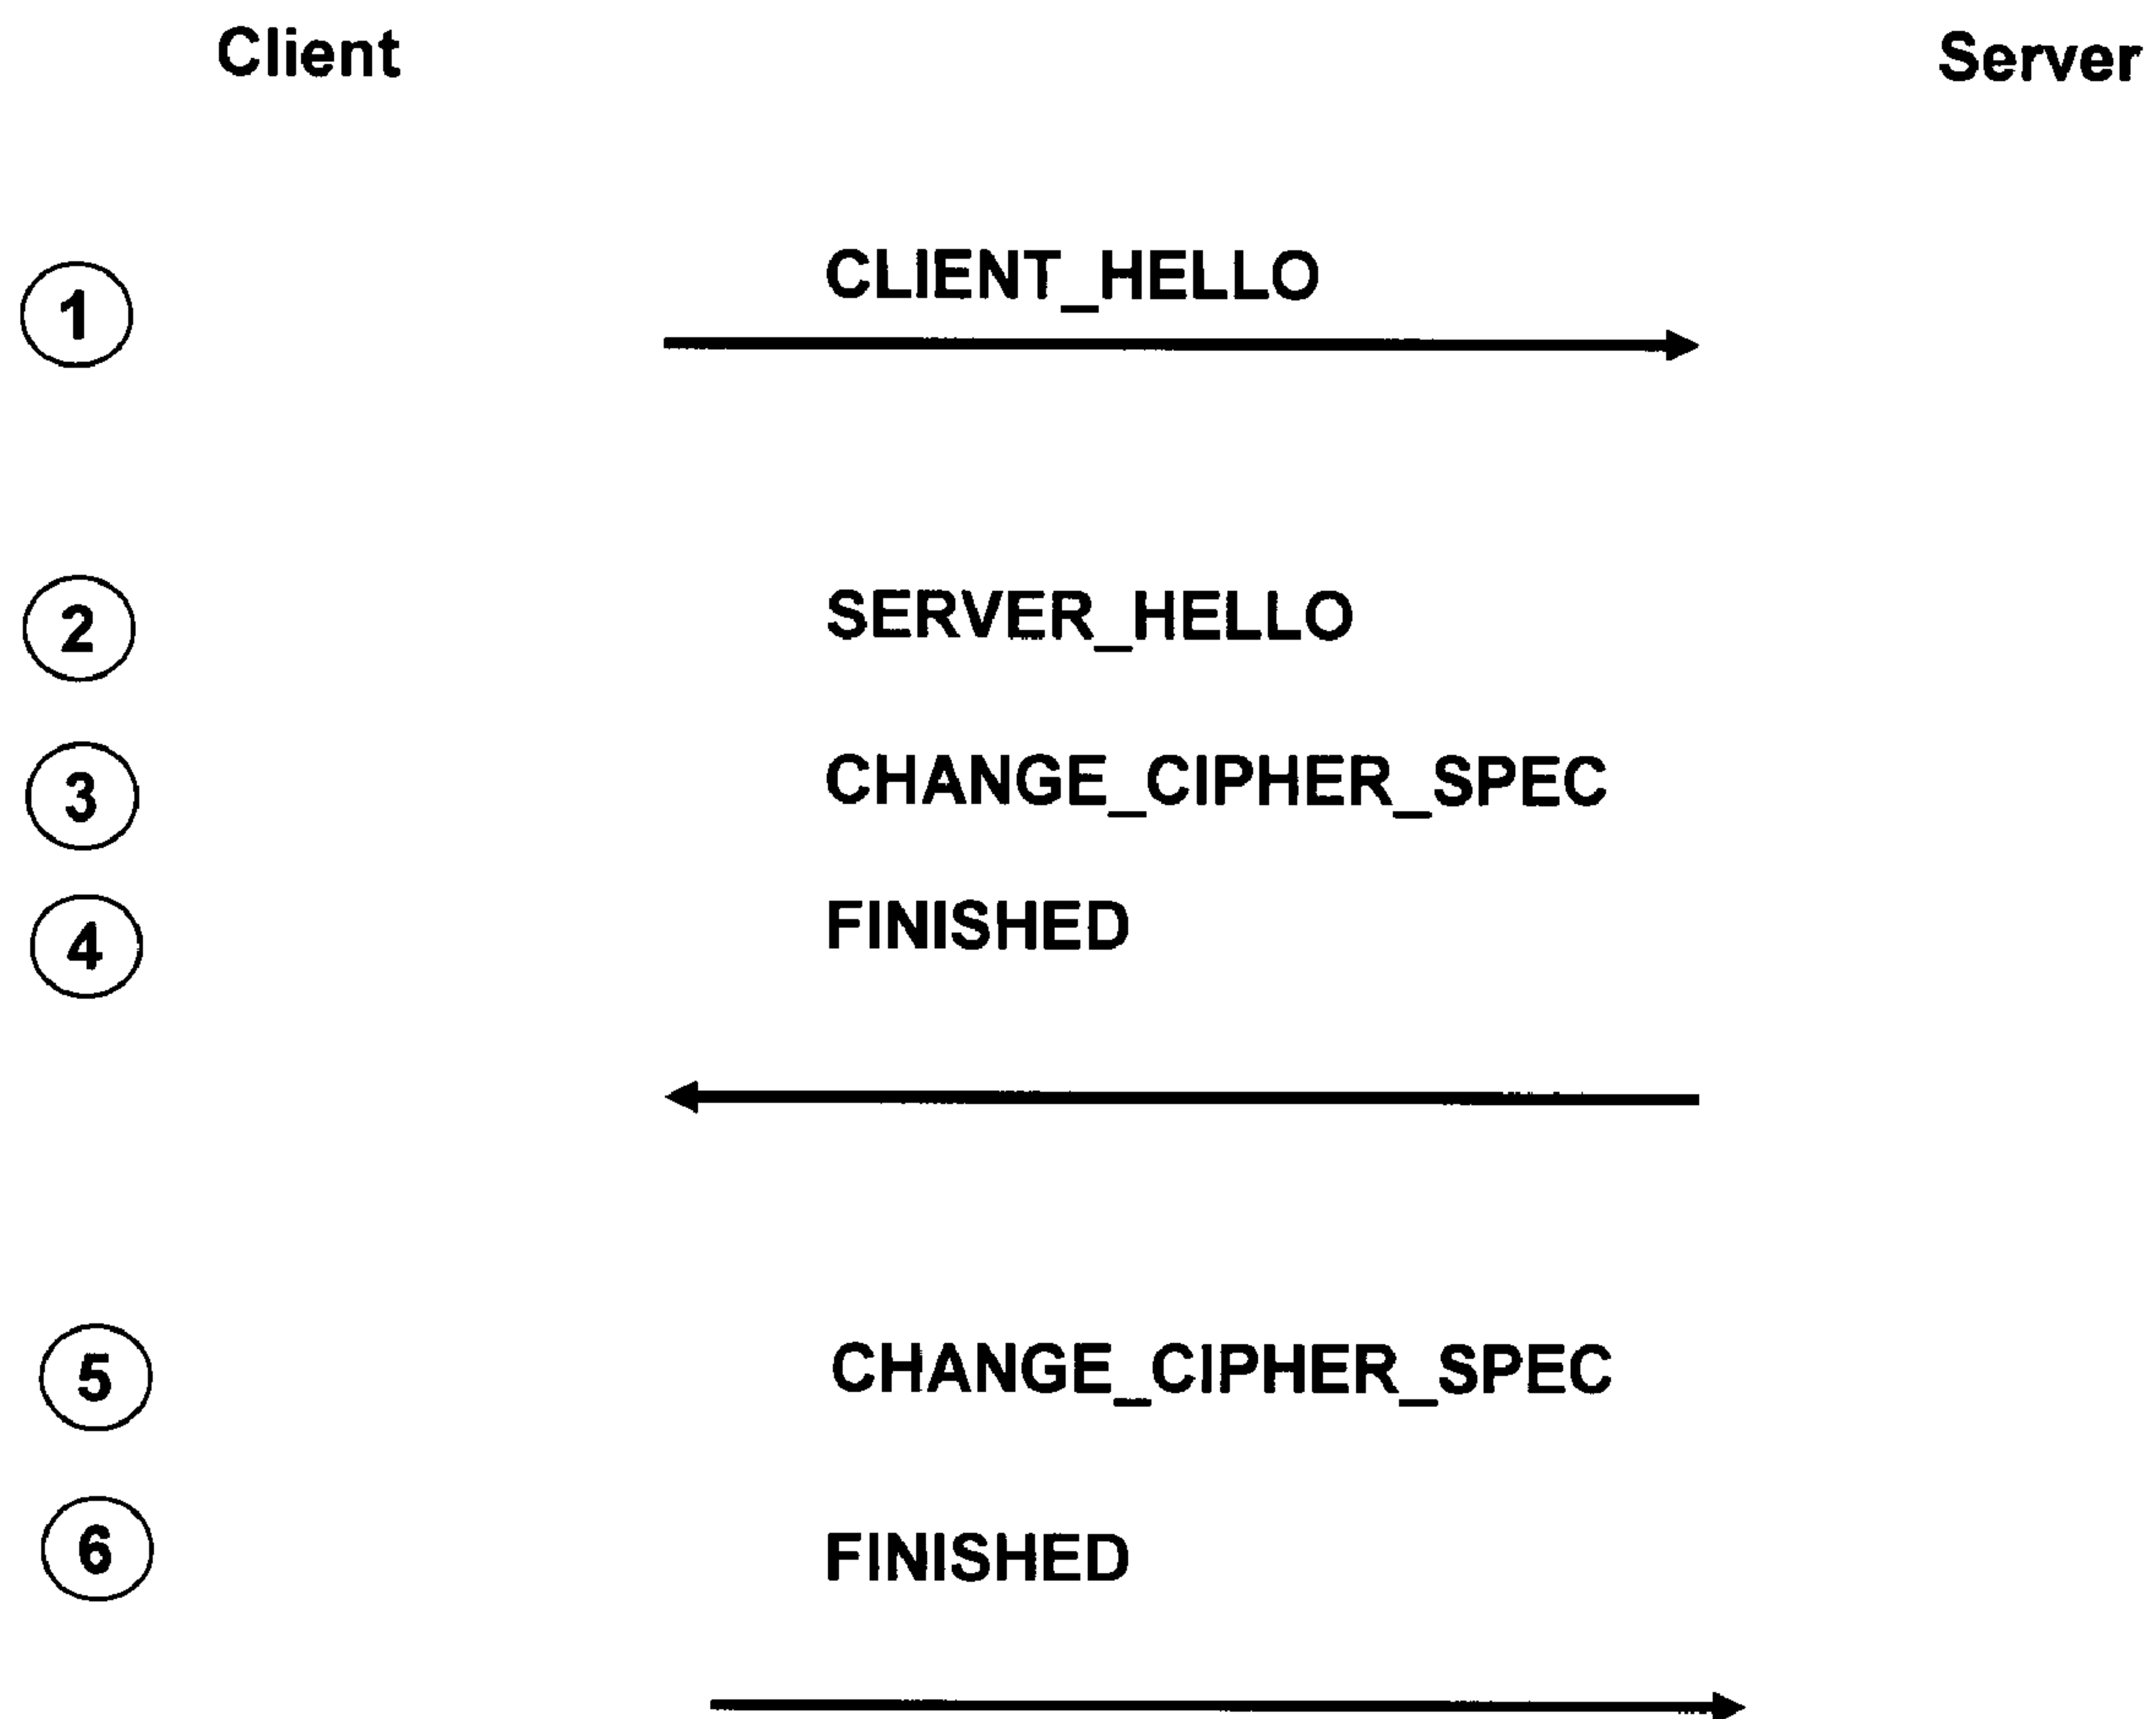 Client Server
1 CLIENT_HELLO
2 SERVER_HELLO
3 CHANGE_CIPHER_SPEC
4 FINISHED
5 CHANGE_CIPHER_SPEC
6 FINISHED